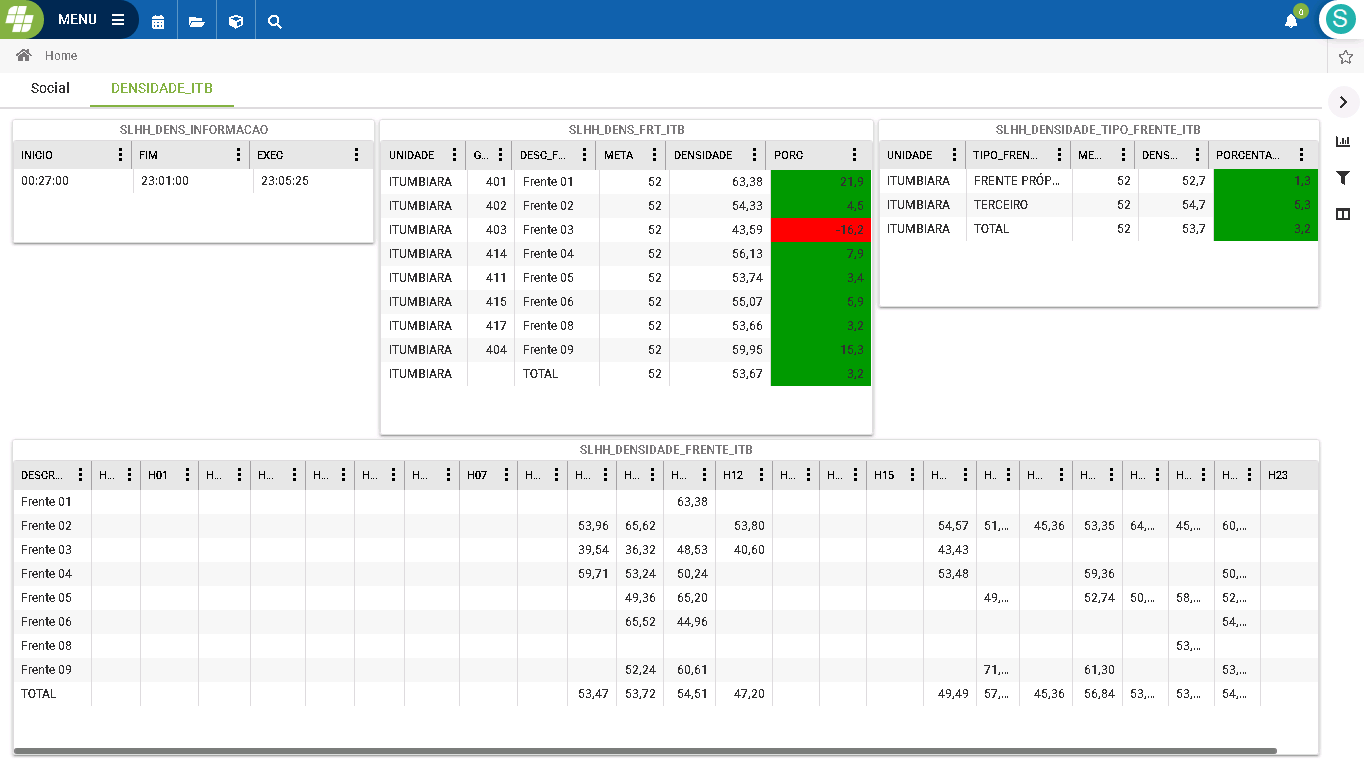 MENU
0
S
Home
Social DENSIDADE_ITB
SLHH_DENS_INFORMACAO
INICIO FIM EXEC
00:27:00 23:01:00 23:05:25
SLHH_DENS_FRT_ITB
UNIDADE G... DESC_F... META DENSIDADE PORC
ITUMBIARA 401 Frente 01 52 63,38 21,9
ITUMBIARA 402 Frente 02 52 54,33 4,5
ITUMBIARA 403 Frente 03 52 43,59 -16,2
ITUMBIARA 414 Frente 04 52 56,13 7,9
ITUMBIARA 411 Frente 05 52 53,74 3,4
ITUMBIARA 415 Frente 06 52 55,07 5,9
ITUMBIARA 417 Frente 08 52 53,66 3,2
ITUMBIARA 404 Frente 09 52 59,95 15,3
ITUMBIARA TOTAL 52 53,67 3,2
SLHH_DENSIDADE_TIPO_FRENTE_ITB
UNIDADE TIPO_FREN... ME... DENS... PORCENTA...
ITUMBIARA FRENTE PRÓP... 52 52,7 1,3
ITUMBIARA TERCEIRO 52 54,7 5,3
ITUMBIARA TOTAL 52 53,7 3,2
SLHH_DENSIDADE_FRENTE_ITB
DESCR... H... H01 H... H... H... H... H... H07 H... H... H... H... H12 H... H... H15 H... H... H... H... H... H... H... H23
Frente 01 63,38
Frente 02 53,96 65,62 53,80 54,57 51,... 45,36 53,35 64,... 45,... 60,...
Frente 03 39,54 36,32 48,53 40,60 43,43
Frente 04 59,71 53,24 50,24 53,48 59,36 50,...
Frente 05 49,36 65,20 49,... 52,74 50,... 58,... 52,...
Frente 06 65,52 44,96 54,...
Frente 08 53,...
Frente 09 52,24 60,61 71,... 61,30 53,...
TOTAL 53,47 53,72 54,51 47,20 49,49 57,... 45,36 56,84 53,... 53,... 54,...